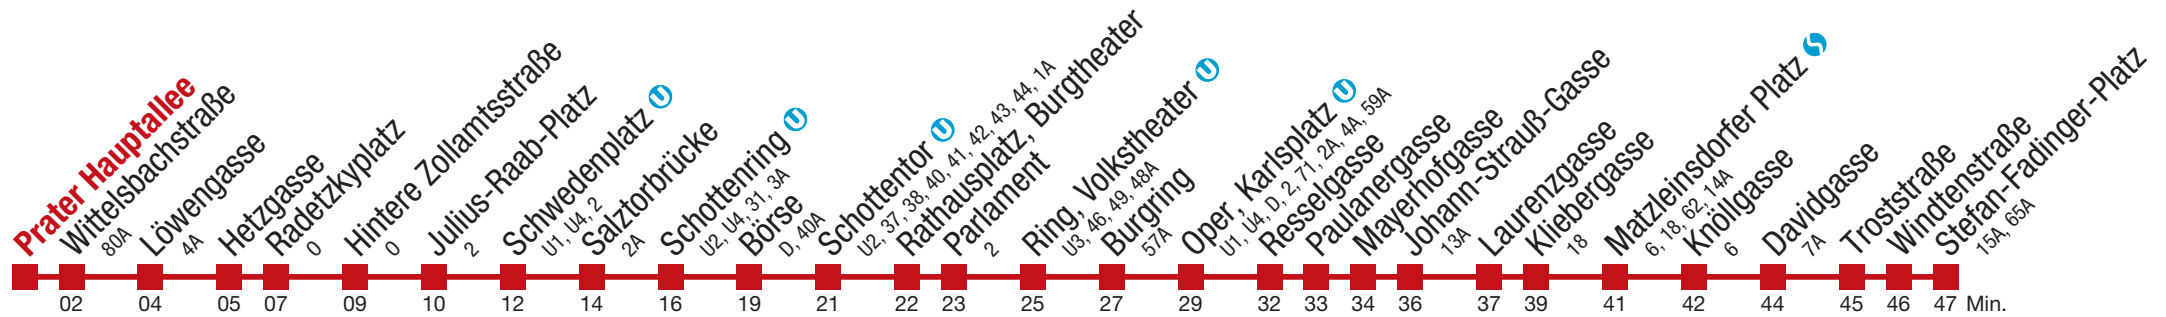 Prater Hauptallee
Wittelsbachstraße
80A
Löwengasse
4A
Hetzgasse
Radetzkyplatz
O
Hintere Zollamtsstraße
O
Julius-Raab-Platz
2
Schwedenplatz U
U1, U4, 2
Salztorbrücke
2A
Schottenring U
U2, U4, 31, 3A
Börse
D, 40A
Schottentor U
U2, 37, 38, 40, 41, 42, 43, 44, 1A
Rathausplatz, Burgtheater
Parlament
2
Ring, Volkstheater U
U3, 46, 49, 48A
Burgring
57A
Oper, Karlsplatz U
U1, U4, D, 2, 71, 2A, 4A, 59A
Resselgasse
Paulanergasse
Mayerhofgasse
Johann-Strauß-Gasse
13A
Laurenzgasse
Kliebergasse
18
Matzleinsdorfer Platz S
6, 18, 62, 14A
Knöllgasse
6
Davidgasse
7A
Troststraße
Windtenstraße
Stefan-Fadinger-Platz
15A, 65A
02 04 05 07 09 10 12 14 16 19 21 22 23 25 27 29 32 33 34 36 37 39 41 42 44 45 46 47 Min.